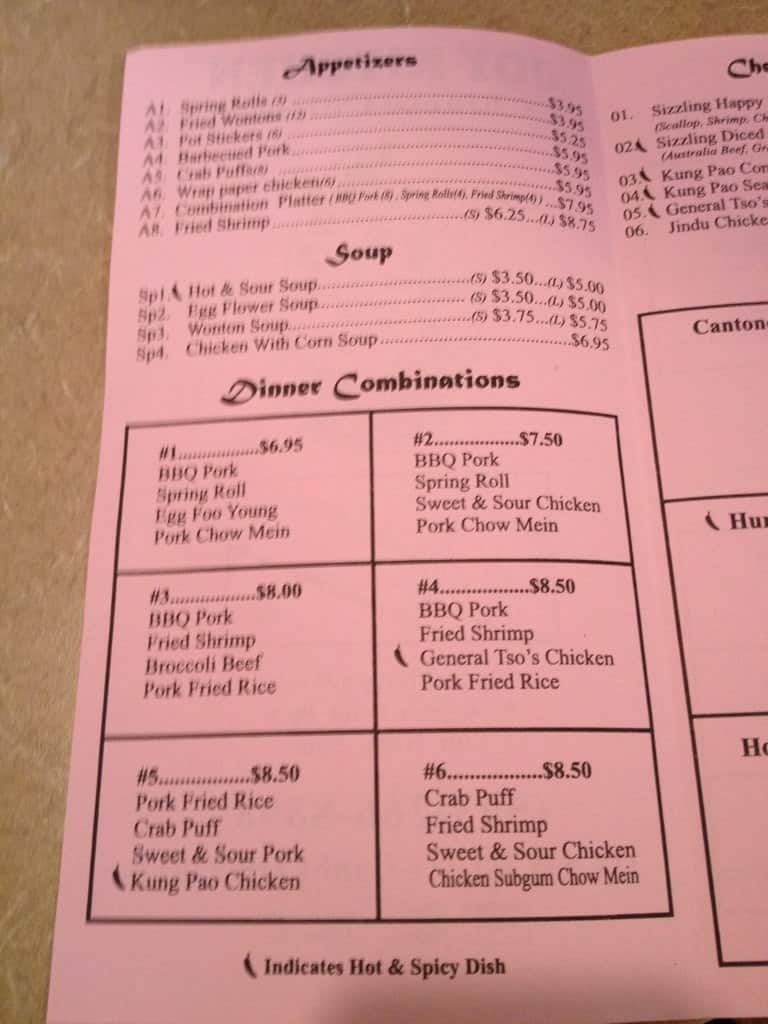 Appetizers
A1. Spring Rolls (3) ........................................$3.95
A2. Fried Wontons (12) ........................................$3.95
A3. Pot Stickers (6) ........................................$5.25
A4. Barbecued Pork........................................$5.95
A5. Crab Puffs(8) ........................................$5.95
A6. Wrap paper chicken(6)........................................$5.95
A7. Combination Platter ( BBQ Pork (8) , Spring Rolls(4), Fried Shrimp(4) ) ...$7.95
A8. Fried Shrimp........................................(S) $6.25...(L) $8.75
Soup
Sp1. Hot & Sour Soup..............................(S) $3.50...(L) $5.00
Sp2. Egg Flower Soup.............................. (S) $3.50...(L) $5.00
Sp3. Wonton Soup..............................(S) $3.75...(L) $5.75
Sp4. Chicken With Corn Soup........................................$6.95
Dinner Combinations
#1.................$6.95
BBQ Pork
Spring Roll
Egg Foo Young
Pork Chow Mein
#2.................$7.50
BBQ Pork
Spring Roll
Sweet & Sour Chicken
Pork Chow Mein
#3.................$8.00
BBQ Pork
Fried Shrimp
Broccoli Beef
Pork Fried Rice
#4.................$8.50
BBQ Pork
Fried Shrimp
General Tso's Chicken
Pork Fried Rice
#5.................$8.50
Pork Fried Rice
Crab Puff
Sweet & Sour Pork
Kung Pao Chicken
#6.................$8.50
Crab Puff
Fried Shrimp
Sweet & Sour Chicken
Chicken Subgum Chow Mein
Indicates Hot & Spicy Dish
Che
01. Sizzling Happy
(Scallop, Shrimp, Ch
02. Sizzling Diced
(Australia Beef, Gr
03. Kung Pao Com
04. Kung Pao Sea
05. General Tso's
06. Jindu Chicke
Canton
Hu
Ho